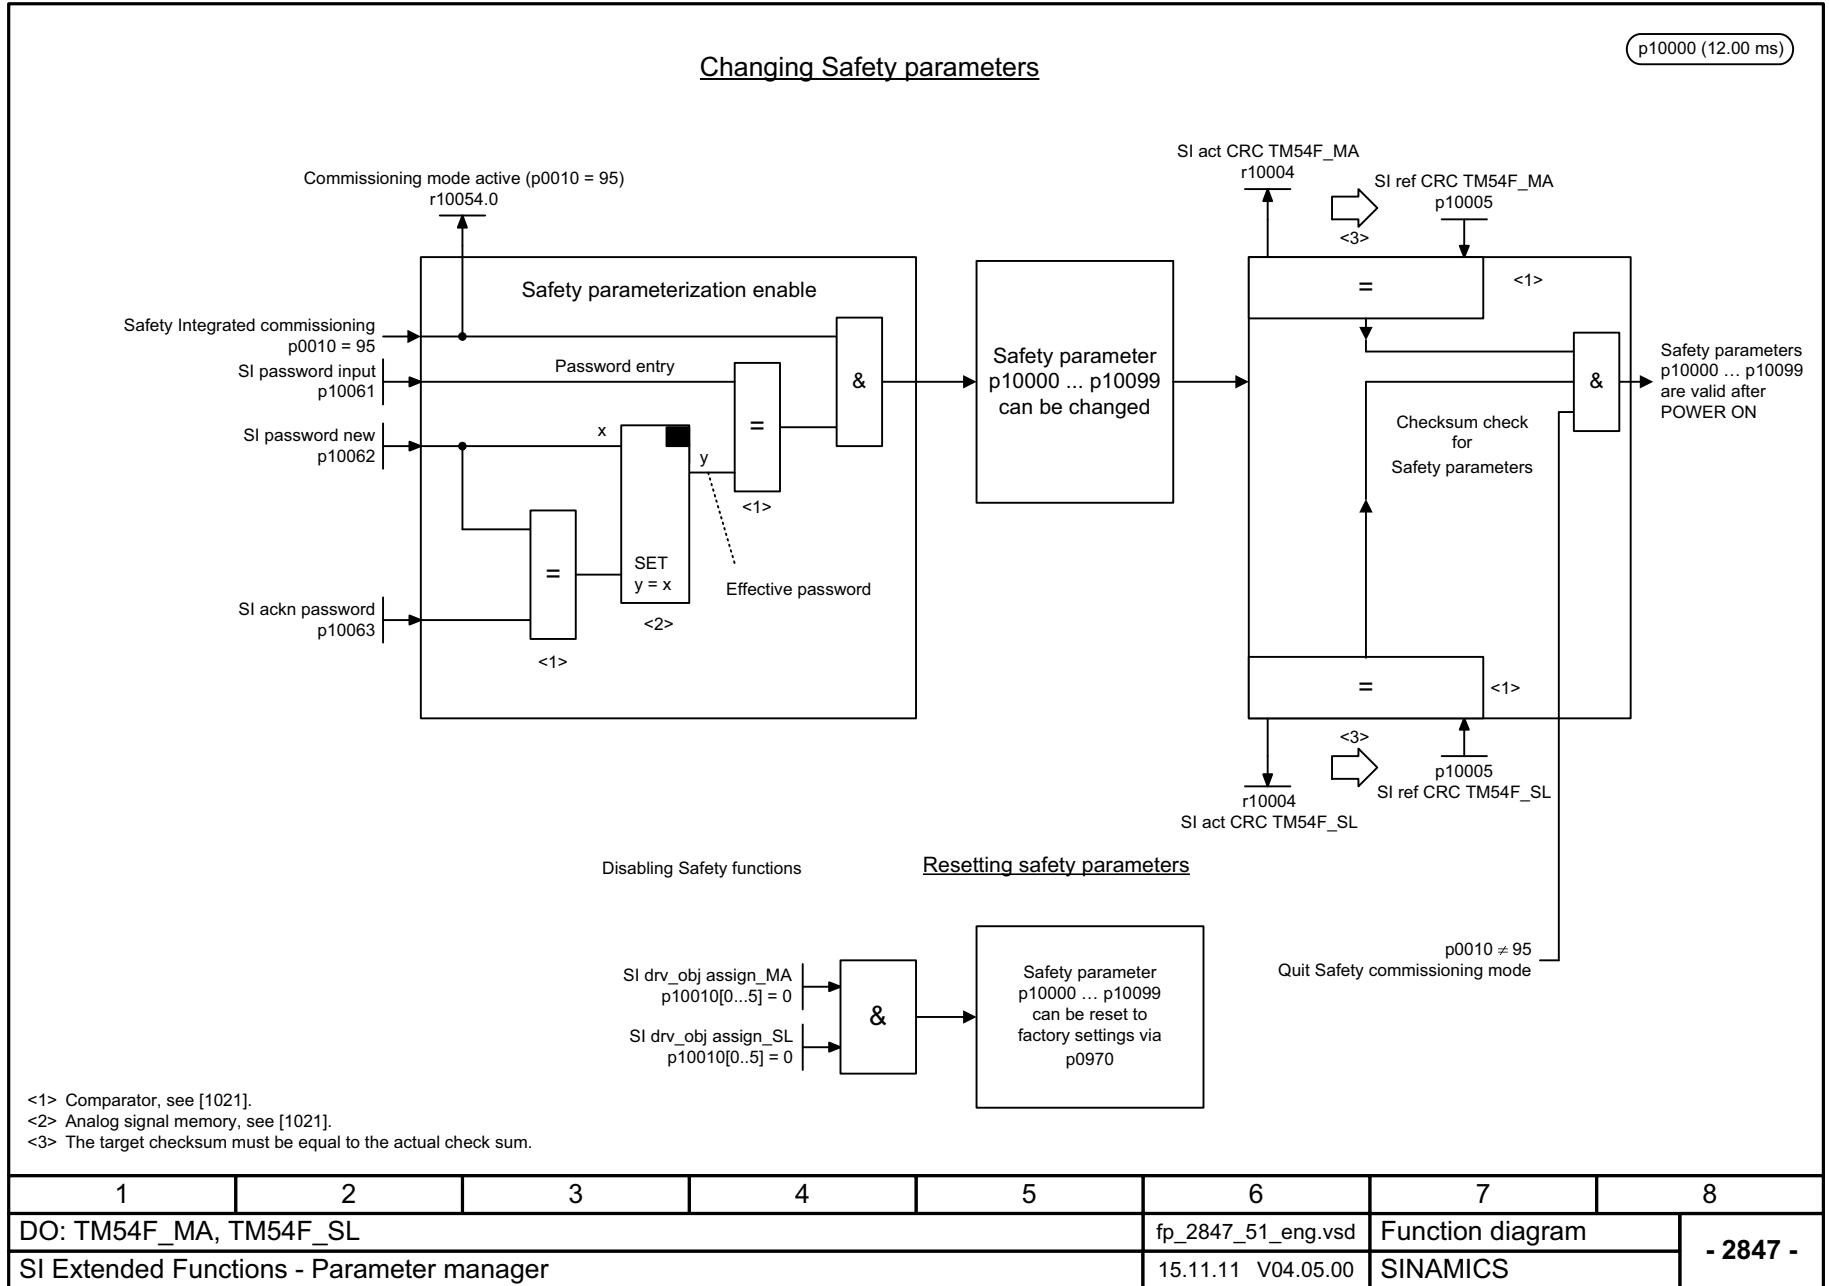 p10000 (12.00 ms)
Changing Safety parameters
Commissioning mode active (p0010 = 95)
r10054.0
Safety parameterization enable
Safety Integrated commissioning
p0010 = 95
SI password input
p10061
Password entry
SI password new
p10062
x
y
&
=
<1>
=
<1>
SET
y = x
<2>
Effective password
SI ackn password
p10063
Safety parameter
p10000 ... p10099
can be changed
SI act CRC TM54F_MA
r10004
<3>
SI ref CRC TM54F_MA
p10005
=
<1>
&
Safety parameters
p10000 … p10099
are valid after
POWER ON
Checksum check
for
Safety parameters
=
<1>
<3>
r10004
SI act CRC TM54F_SL
p10005
SI ref CRC TM54F_SL
p0010 ≠ 95
Quit Safety commissioning mode
Disabling Safety functions
Resetting safety parameters
SI drv_obj assign_MA
p10010[0...5] = 0
SI drv_obj assign_SL
p10010[0..5] = 0
&
Safety parameter
p10000 … p10099
can be reset to
factory settings via
p0970
<1> Comparator, see [1021].
<2> Analog signal memory, see [1021].
<3> The target checksum must be equal to the actual check sum.
1 2 3 4 5 6 7 8
DO: TM54F_MA, TM54F_SL
fp_2847_51_eng.vsd
Function diagram
- 2847 -
SI Extended Functions - Parameter manager
15.11.11 V04.05.00
SINAMICS